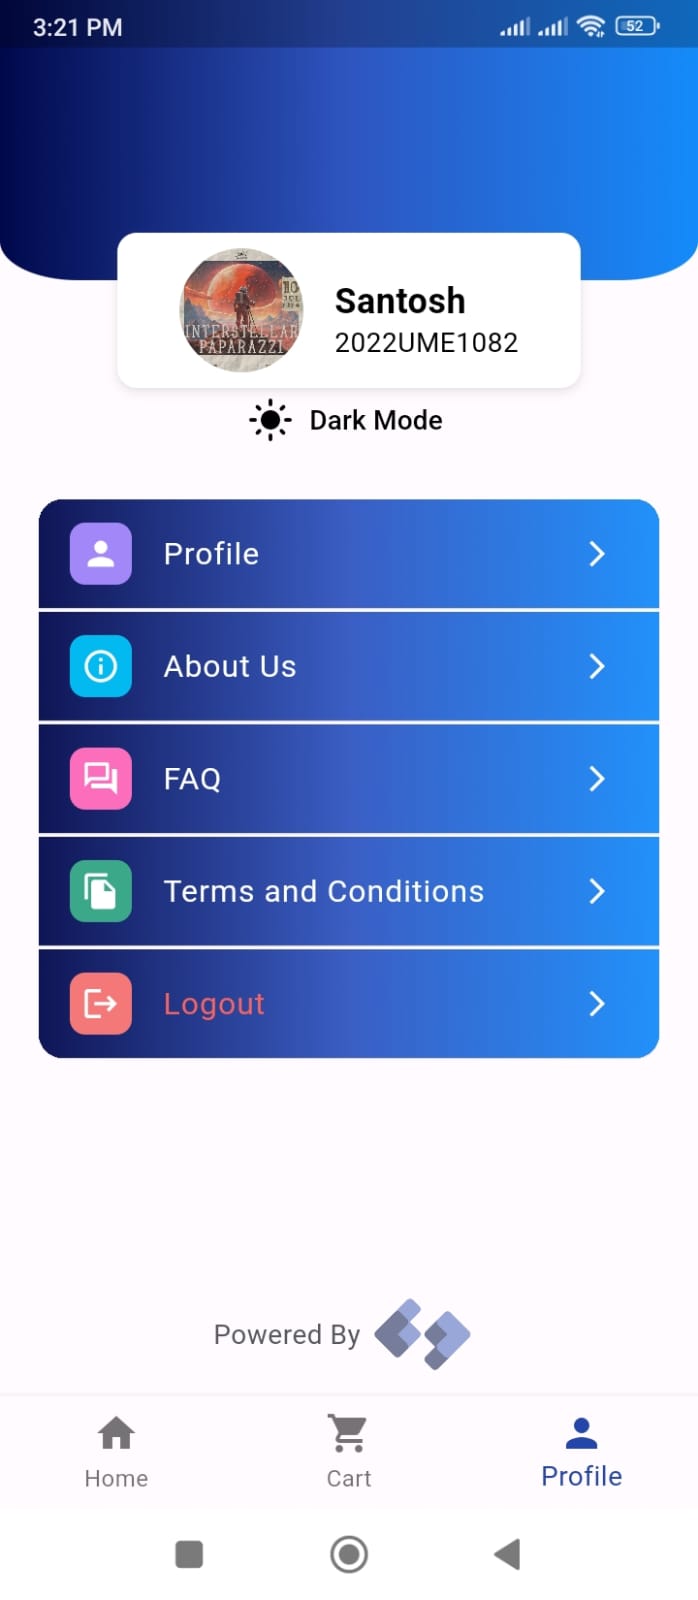 3:21 PM
52
INTERSTELLAR
PAPARAZZI
Santosh
2022UME1082
Dark Mode
Profile
About Us
FAQ
Terms and Conditions
Logout
Powered By
Home
Cart
Profile